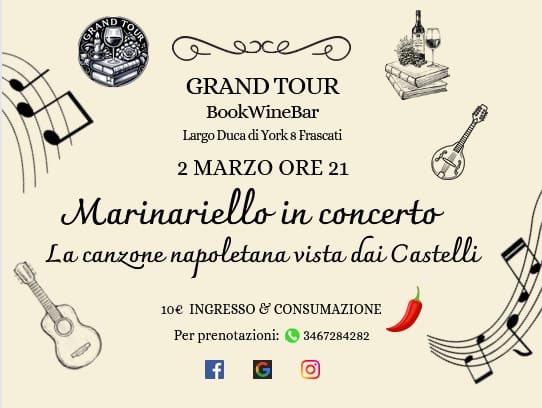 GRAND TOUR
GRAND TOUR
BookWineBar
Largo Duca di York 8 Frascati
2 MARZO ORE 21
Marinariello in concerto
La canzone napoletana vista dai Castelli
10€ INGRESSO & CONSUMAZIONE
Per prenotazioni: 3467284282